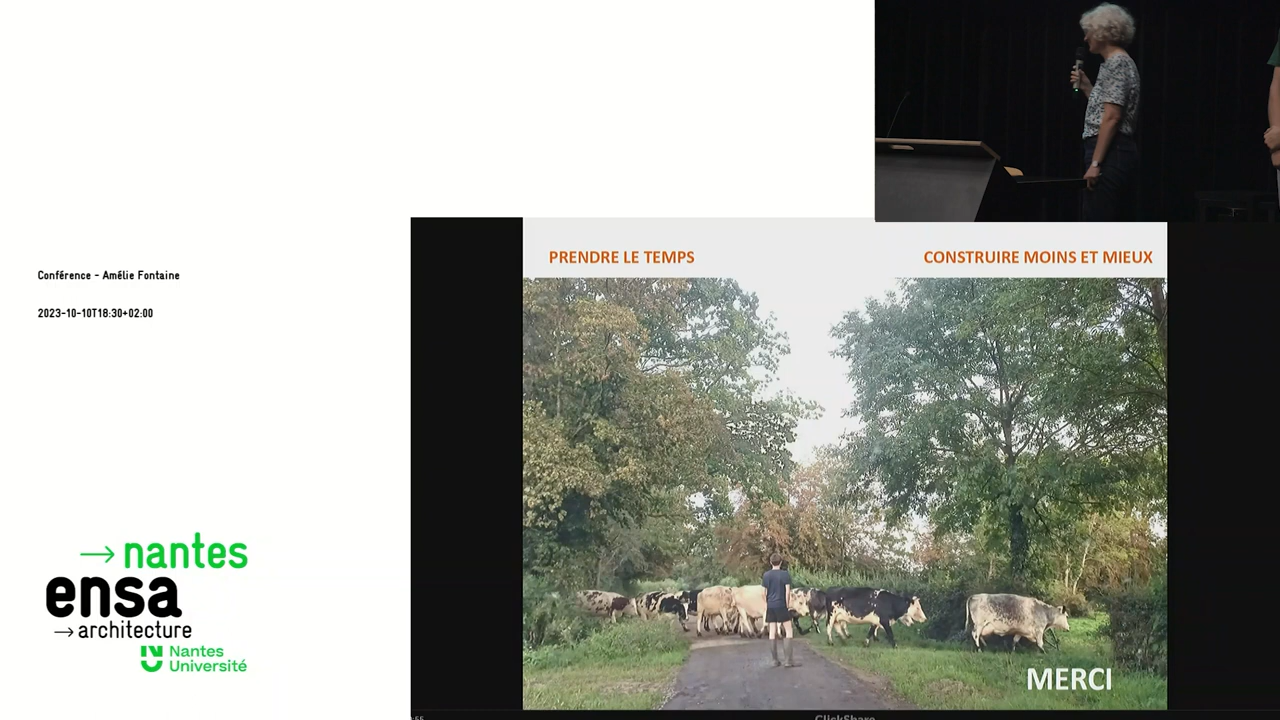 PRENDRE LE TEMPS
CONSTRUIRE MOINS ET MIEUX
Conférence - Amélie Fontaine
2023-10-10T18:30+02:00
→nantes
ensa
→architecture
Nantes
Université
MERCI
ClickShare